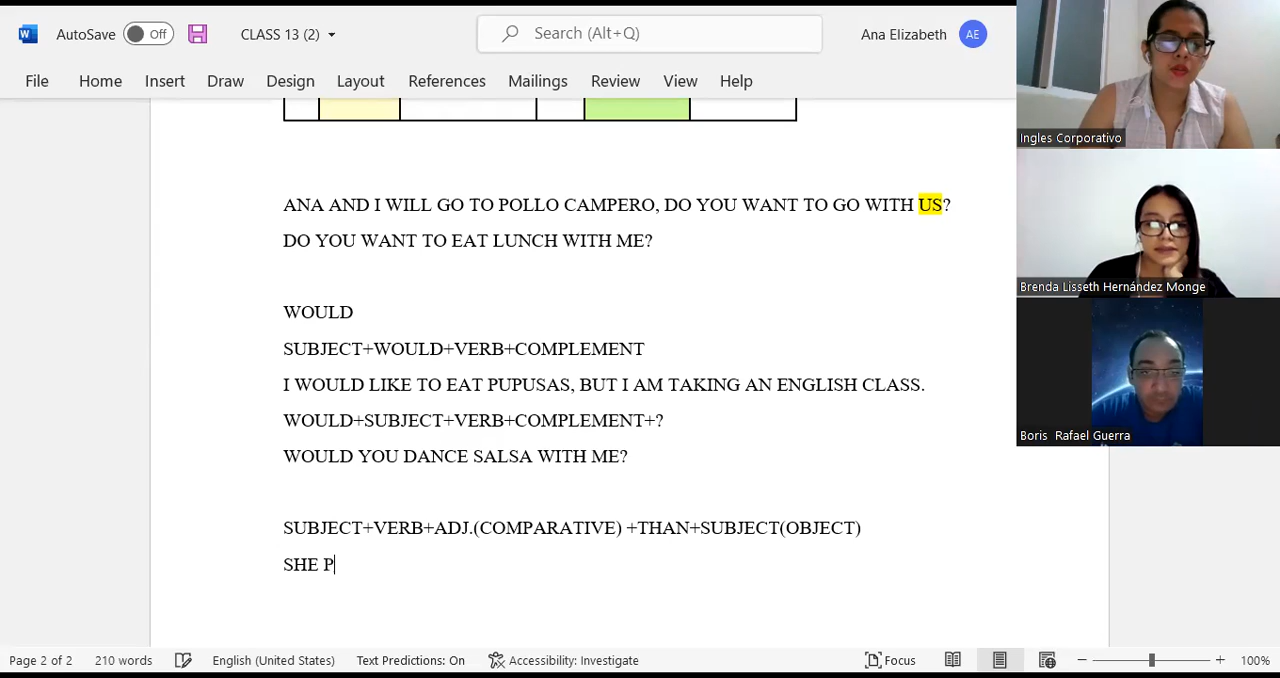 AutoSave Off CLASS 13 (2) Search (Alt+Q) Ana Elizabeth AE
File Home Insert Draw Design Layout References Mailings Review View Help
ANA AND I WILL GO TO POLLO CAMPERO, DO YOU WANT TO GO WITH US?
DO YOU WANT TO EAT LUNCH WITH ME?
WOULD
SUBJECT+WOULD+VERB+COMPLEMENT
I WOULD LIKE TO EAT PUPUSAS, BUT I AM TAKING AN ENGLISH CLASS.
WOULD+SUBJECT+VERB+COMPLEMENT+?
WOULD YOU DANCE SALSA WITH ME?
SUBJECT+VERB+ADJ.(COMPARATIVE) +THAN+SUBJECT(OBJECT)
SHE P
Page 2 of 2 210 words English (United States) Text Predictions: On Accessibility: Investigate Focus 100%
Ingles Corporativo
Brenda Lisseth Hernández Monge
Boris Rafael Guerra